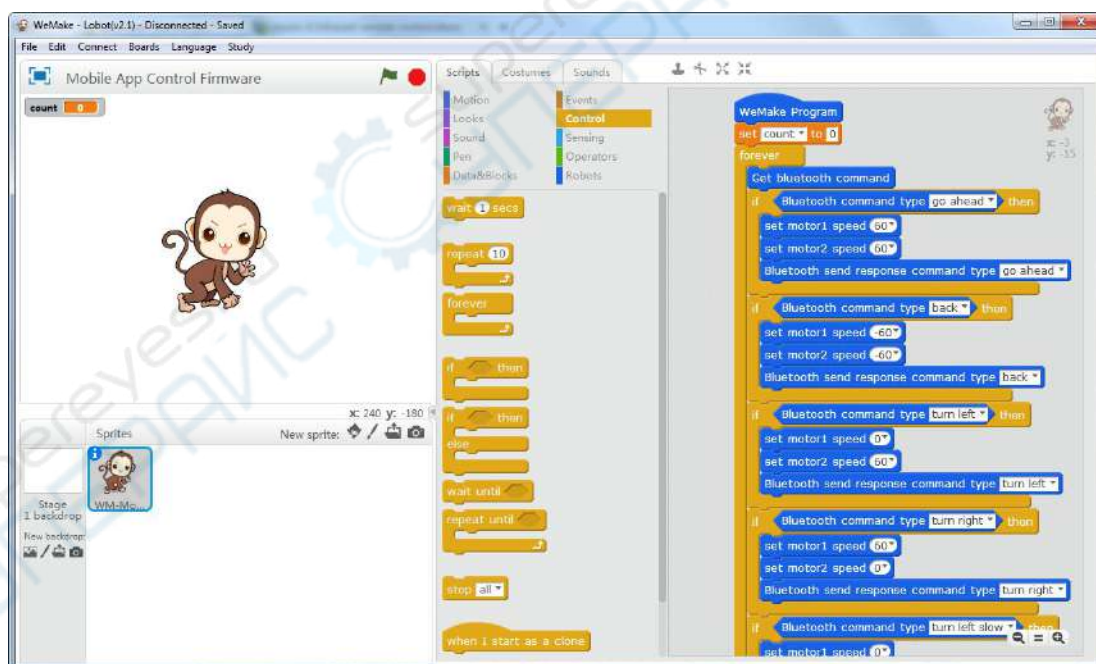 WeMake - Lobot(v2.1) - Disconnected - Saved
File Edit Connect Boards Language Study
Mobile App Control Firmware
count 0
x: 240 y: -180
Sprites
New sprite:
Stage
1 backdrop
New backdrop:
WM-Mo...
Scripts Costumes Sounds
Motion
Looks
Sound
Pen
Data&Blocks
Events
Control
Sensing
Operators
Robots
wait 1 secs
repeat 10
forever
if then
if then
else
wait until
repeat until
stop all
when I start as a clone
WeMake Program
set count to 0
forever
Get bluetooth command
if Bluetooth command type go ahead then
set motor1 speed 60
set motor2 speed 60
Bluetooth send response command type go ahead
if Bluetooth command type back then
set motor1 speed -60
set motor2 speed -60
Bluetooth send response command type back
if Bluetooth command type turn left then
set motor1 speed 0
set motor2 speed 60
Bluetooth send response command type turn left
if Bluetooth command type turn right then
set motor1 speed 60
set motor2 speed 0
Bluetooth send response command type turn right
if Bluetooth command type turn left slow then
set motor1 speed 0
x: -3
y: -15